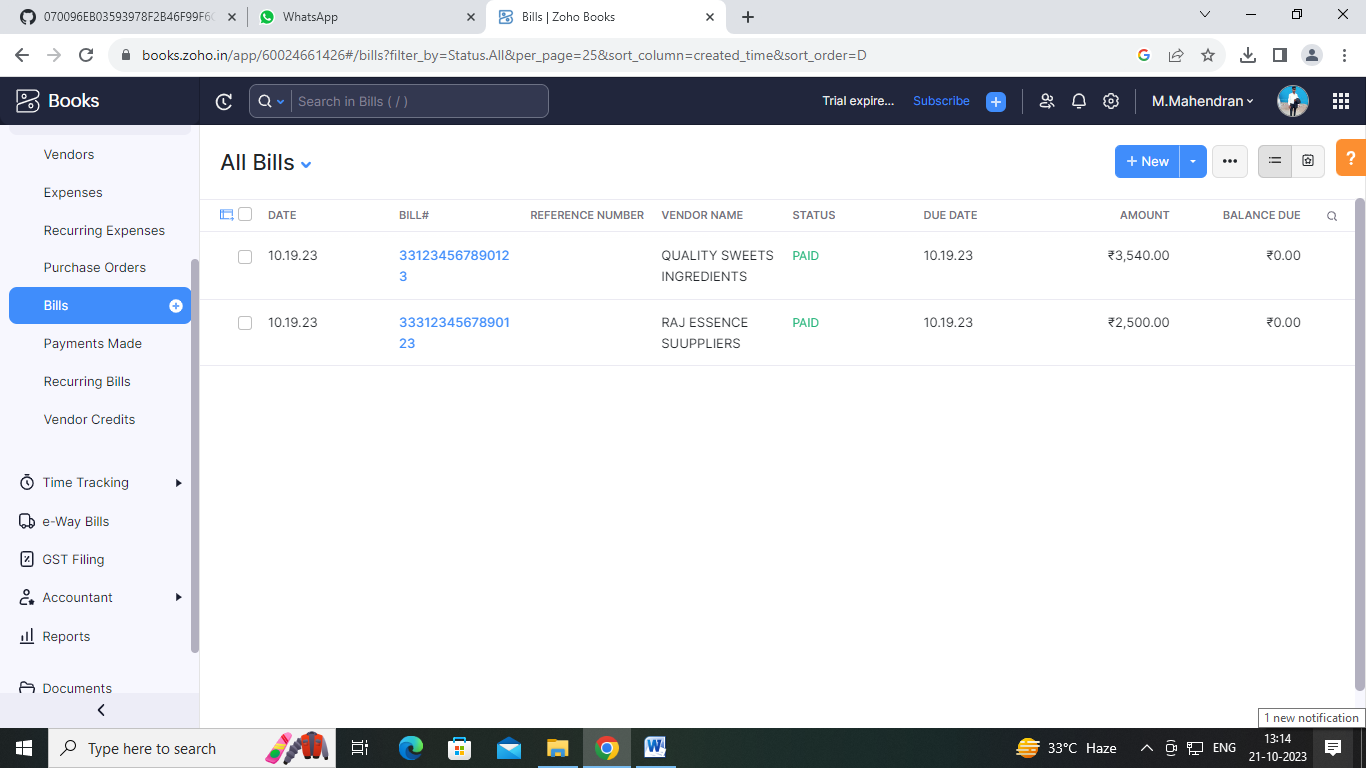 070096EB03593978F2B46F99F6
WhatsApp
Bills | Zoho Books
books.zoho.in/app/60024661426#/bills?filter_by=Status.All&per_page=25&sort_column=created_time&sort_order=D
Books
Search in Bills ( / )
Trial expire...
Subscribe
M.Mahendran
Vendors
Expenses
Recurring Expenses
Purchase Orders
Bills
Payments Made
Recurring Bills
Vendor Credits
Time Tracking
e-Way Bills
GST Filing
Accountant
Reports
Documents
All Bills
+ New
?
DATE BILL# REFERENCE NUMBER VENDOR NAME STATUS DUE DATE AMOUNT BALANCE DUE
10.19.23 33123456789012 QUALITY SWEETS PAID 10.19.23 ₹3,540.00 ₹0.00
3 INGREDIENTS
10.19.23 33312345678901 RAJ ESSENCE PAID 10.19.23 ₹2,500.00 ₹0.00
23 SUUPPLIERS
1 new notification
Type here to search
33°C Haze
ENG
13:14
21-10-2023